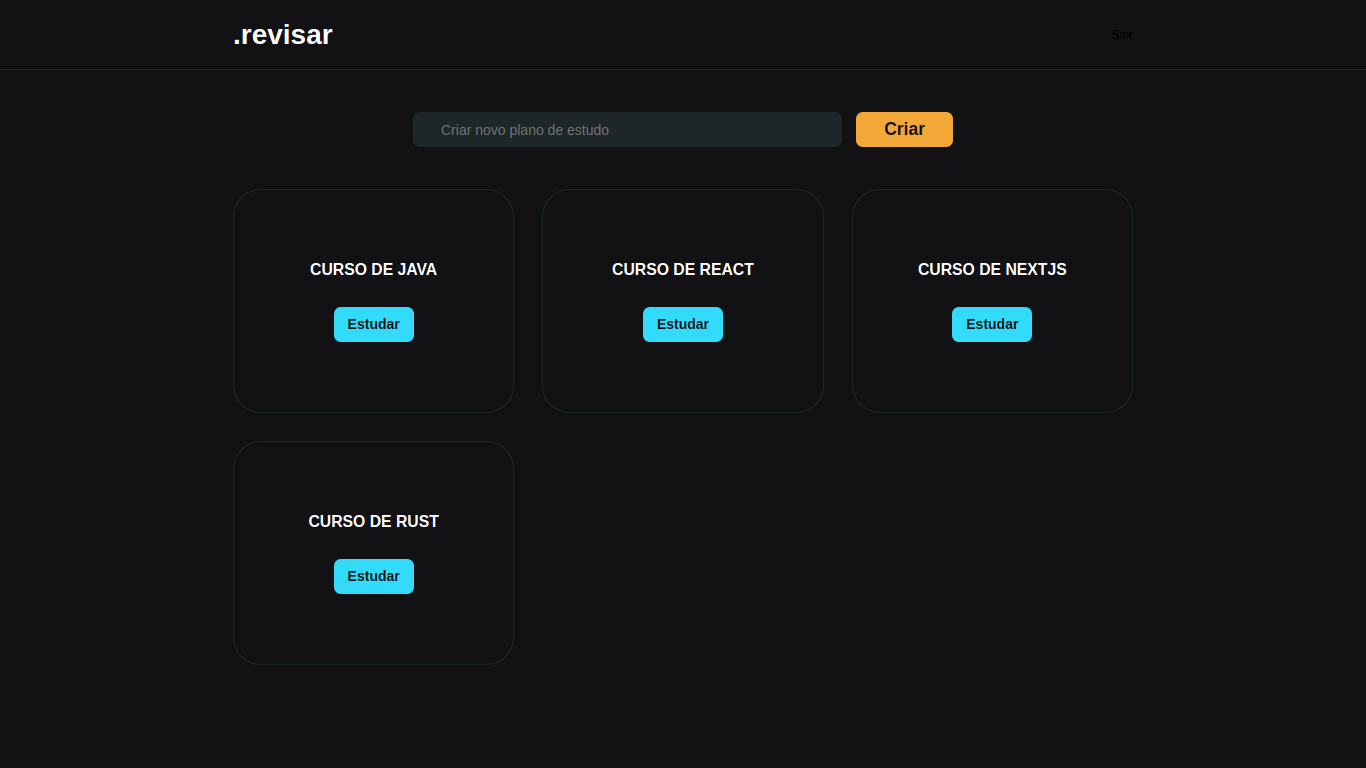 .revisar
Sair
Criar novo plano de estudo
Criar
CURSO DE JAVA
Estudar
CURSO DE REACT
Estudar
CURSO DE NEXTJS
Estudar
CURSO DE RUST
Estudar